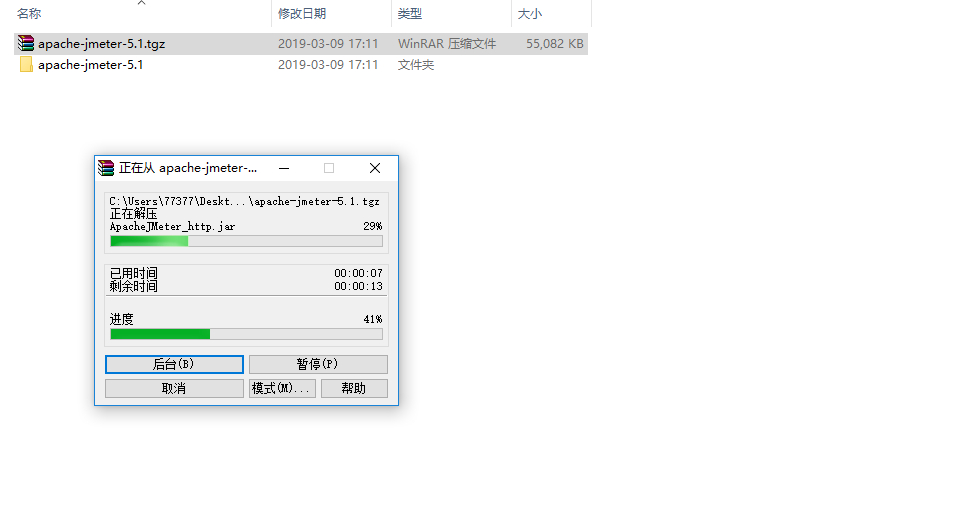 名称 修改日期 类型 大小
apache-jmeter-5.1.tgz 2019-03-09 17:11 WinRAR 压缩文件 55,082 KB
apache-jmeter-5.1 2019-03-09 17:11 文件夹
正在从 apache-jmeter-...
C:\Users\77377\Deskt...\apache-jmeter-5.1.tgz
正在解压
ApacheJMeter_http.jar 29%
已用时间 00:00:07
剩余时间 00:00:13
进度 41%
后台(B) 暂停(P)
取消 模式(M)... 帮助